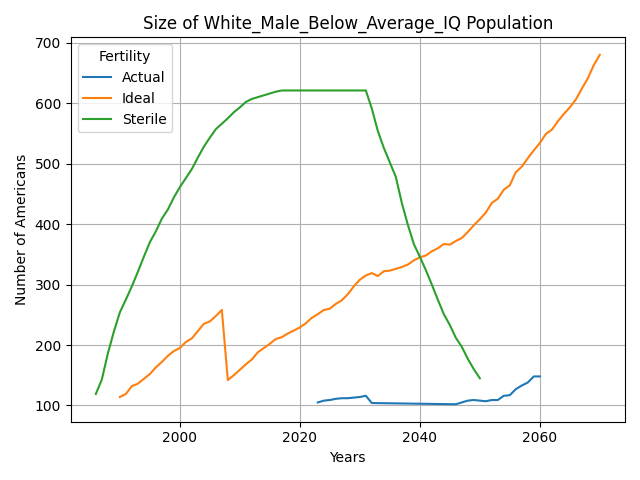 Size of White_Male_Below_Average_IQ Population
700
600
500
400
300
200
100
Number of Americans
Fertility
Actual
Ideal
Sterile
2000
2020
2040
2060
Years